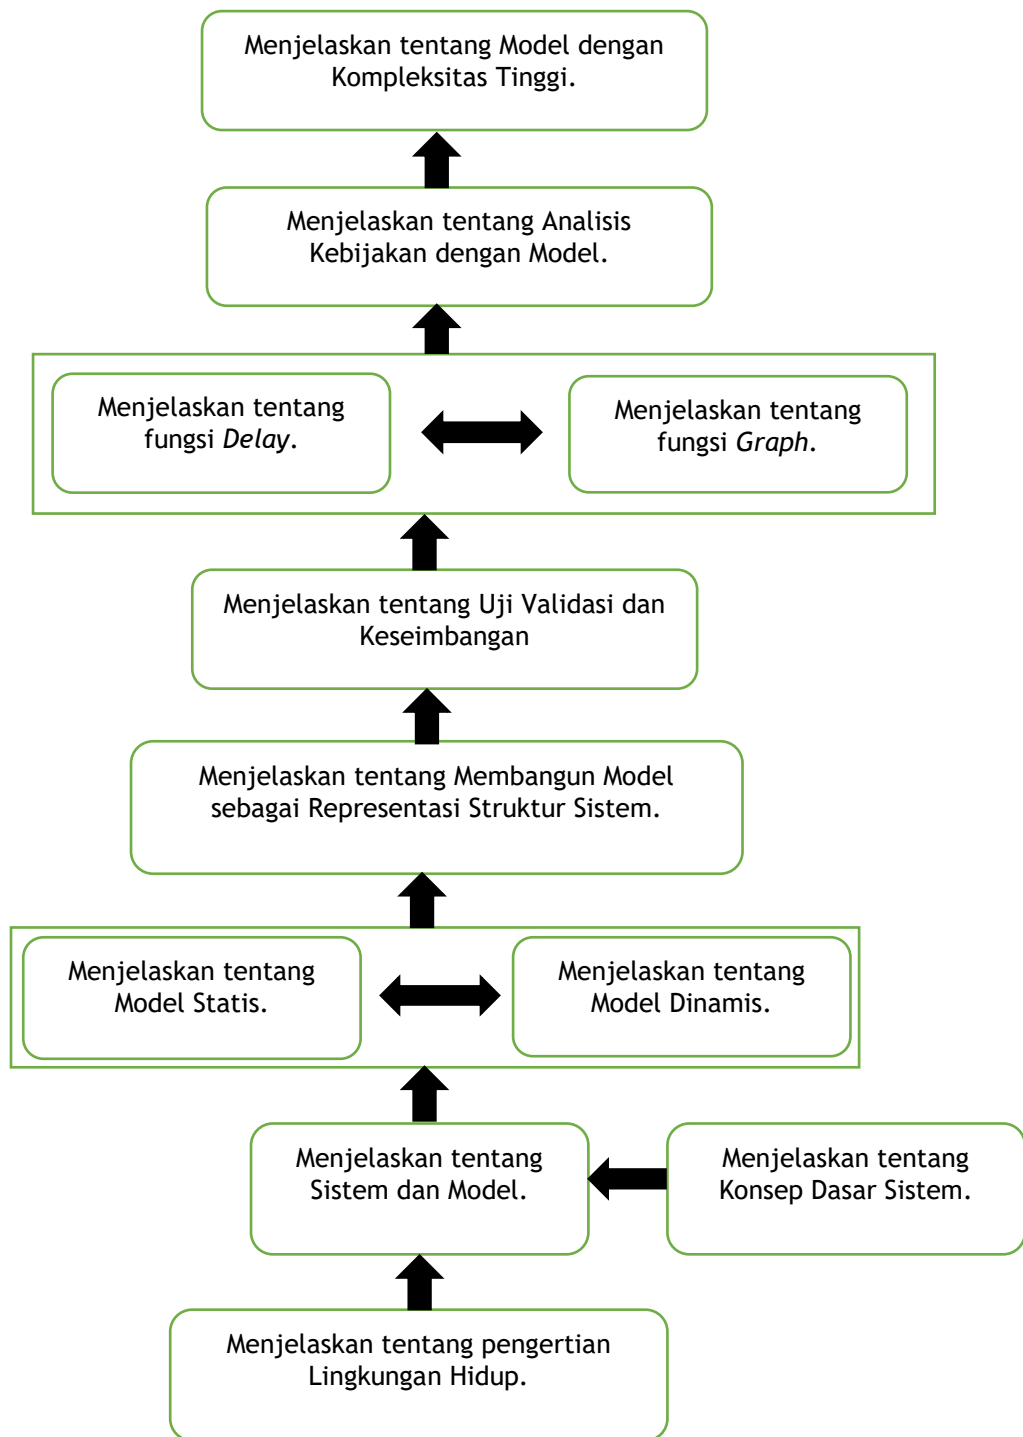 Menjelaskan tentang Model dengan
Kompleksitas Tinggi.
Menjelaskan tentang Analisis
Kebijakan dengan Model.
Menjelaskan tentang
fungsi Delay.
Menjelaskan tentang
fungsi Graph.
Menjelaskan tentang Uji Validasi dan
Keseimbangan
Menjelaskan tentang Membangun Model
sebagai Representasi Struktur Sistem.
Menjelaskan tentang
Model Statis.
Menjelaskan tentang
Model Dinamis.
Menjelaskan tentang
Sistem dan Model.
Menjelaskan tentang
Konsep Dasar Sistem.
Menjelaskan tentang pengertian
Lingkungan Hidup.